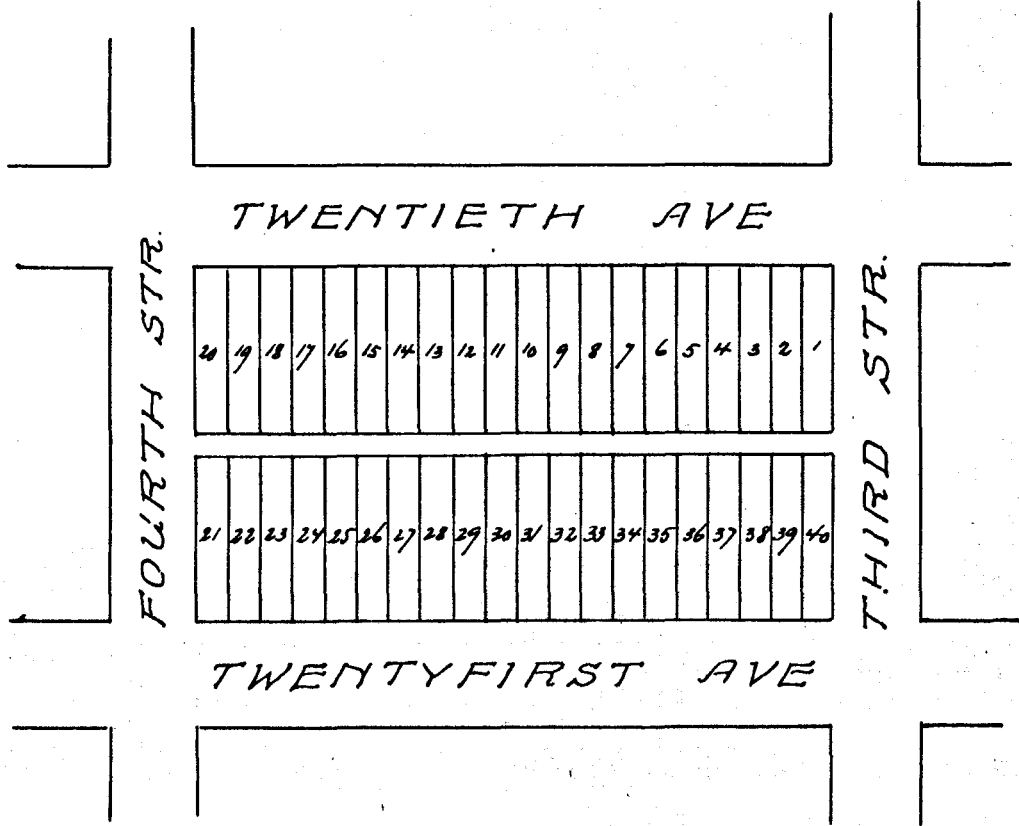 TWENTIETH AVE
FOURTH STR.
THIRD STR.
20 19 18 17 16 15 14 13 12 11 10 9 8 7 6 5 4 3 2 1
21 22 23 24 25 26 27 28 29 30 31 32 33 34 35 36 37 38 39 40
TWENTYFIRST AVE